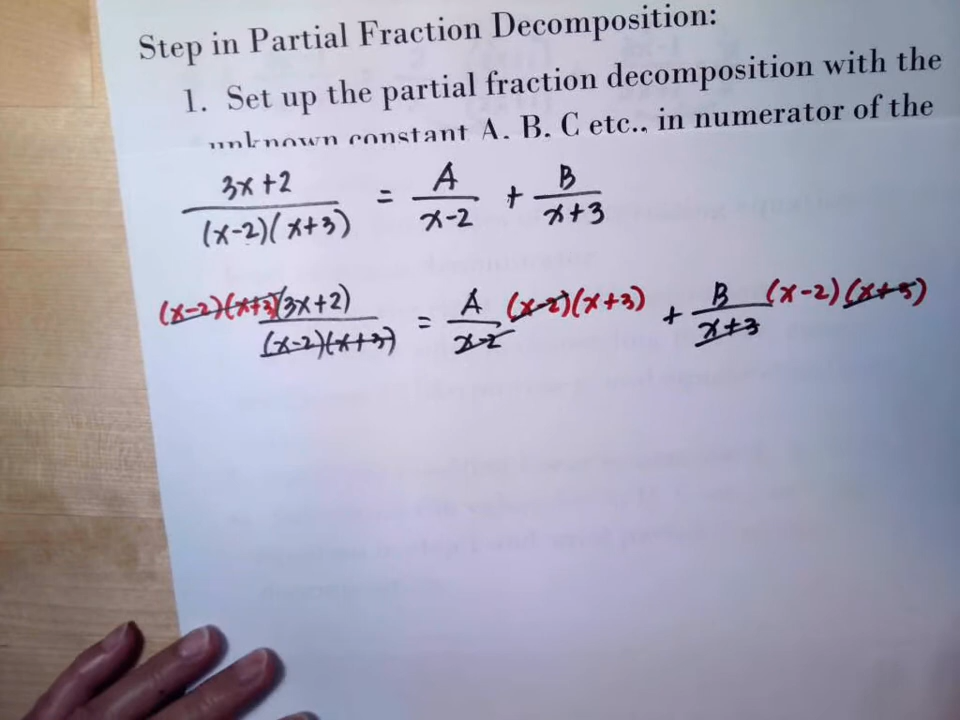 Step in Partial Fraction Decomposition:
1. Set up the partial fraction decomposition with the
unknown constant A, B, C etc., in numerator of the
3x+2 / (x-2)(x+3) = A / x-2 + B / x+3
(x-2)(x+3)(3x+2) / (x-2)(x+3) = A / x-2 (x-2)(x+3) + B / x+3 (x-2)(x+3)